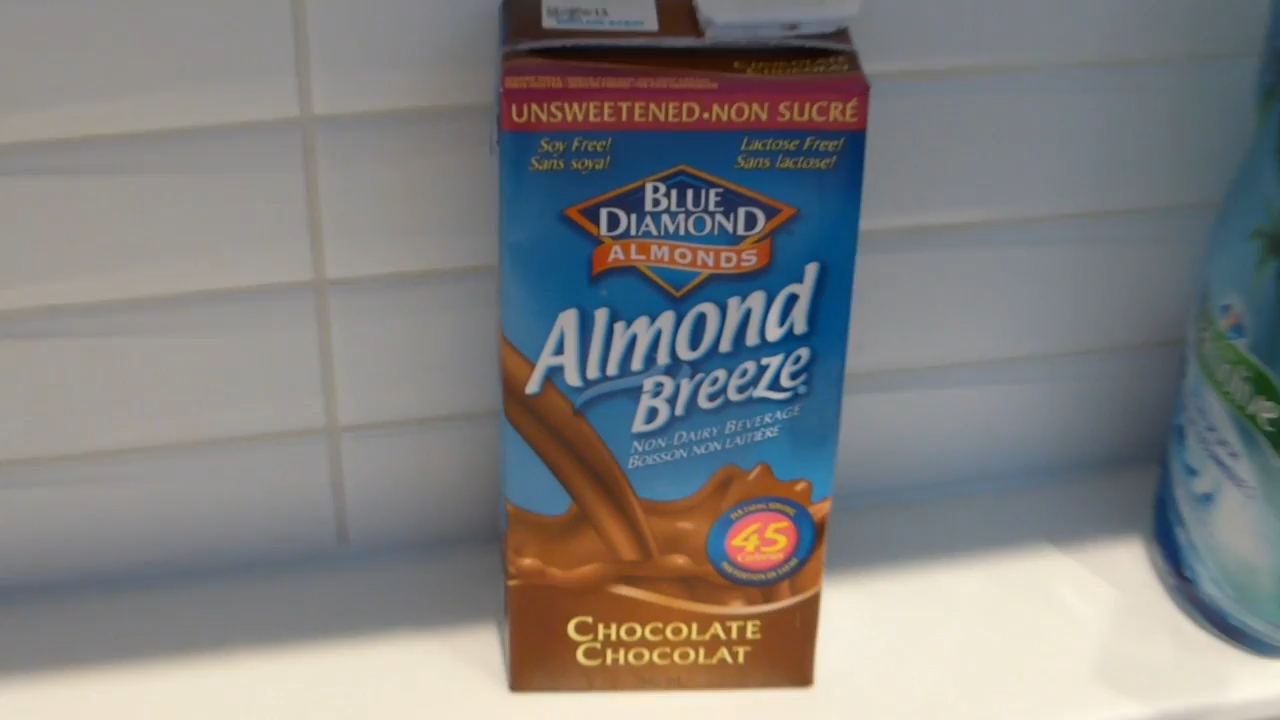 UNSWEETENED•NON SUCRÉ
Soy Free!
Sans soya!
Lactose Free!
Sans lactose!
BLUE
DIAMOND
ALMONDS
Almond
Breeze
NON-DAIRY BEVERAGE
BOISSON NON LAITIÈRE
45
Calories
CHOCOLATE
CHOCOLAT